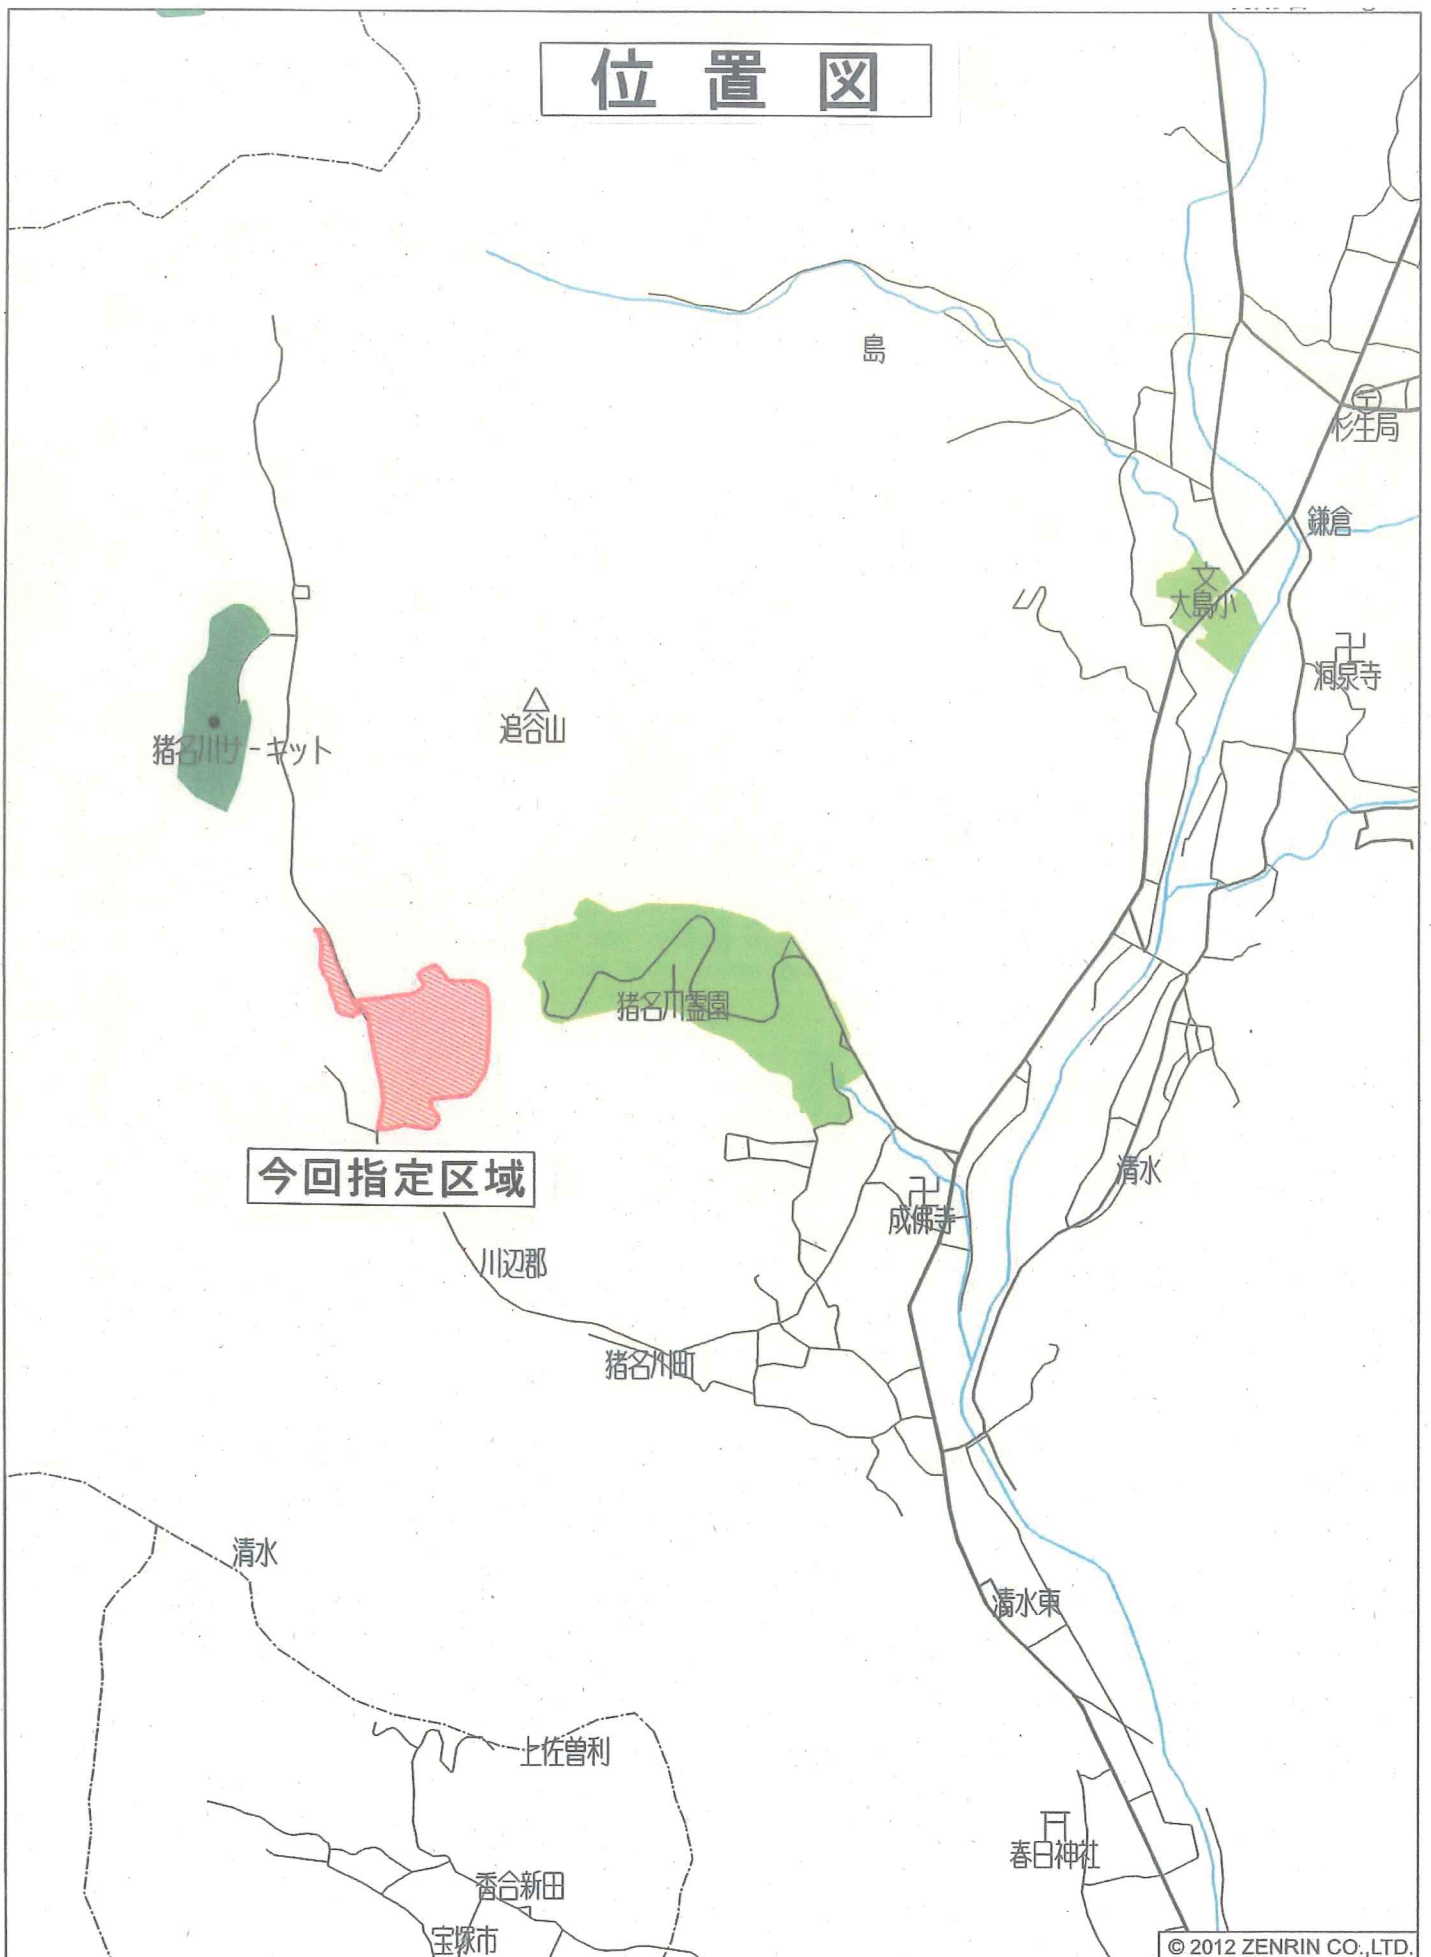 位置図
島
〒
杉生局
鎌倉
文
大島小
卍
洞泉寺
追谷山
猪名川サーキット
猪名川霊園
清水
今回指定区域
卍
成佛寺
川辺郡
猪名川町
清水
清水東
上佐曽利
春日神社
香合新田
宝塚市
© 2012 ZENRIN CO.,LTD.